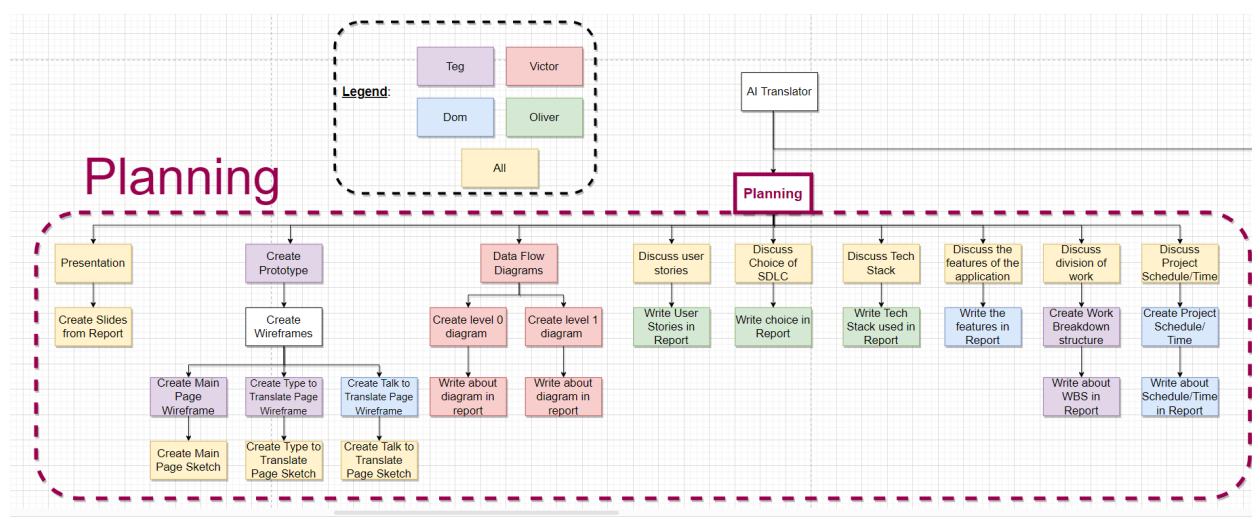 Teg
Victor
Legend:
Dom
Oliver
All
AI Translator
Planning
Planning
Presentation
Create
Prototype
Data Flow
Diagrams
Discuss user
stories
Discuss
Choice of
SDLC
Discuss Tech
Stack
Discuss the
features of the
application
Discuss
division of
work
Discuss
Project
Schedule/Time
Create Slides
from Report
Create
Wireframes
Create level 0
diagram
Create level 1
diagram
Write User
Stories in
Report
Write choice in
Report
Write Tech
Stack used in
Report
Write the
features in
Report
Create Work
Breakdown
structure
Create Project
Schedule/
Time
Create Main
Page
Wireframe
Create Type to
Translate Page
Wireframe
Create Talk to
Translate Page
Wireframe
Write about
diagram in
report
Write about
diagram in
report
Write about
WBS in
Report
Write about
Schedule/Time
in Report
Create Main
Page Sketch
Create Type to
Translate
Page Sketch
Create Talk to
Translate
Page Sketch